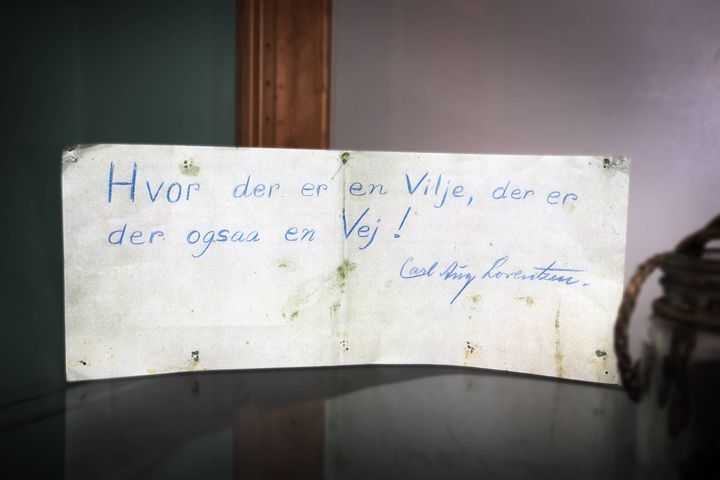 Hvor der er en Vilje, der er
der ogsaa en Vej!
Carl Aug Lorentzen.